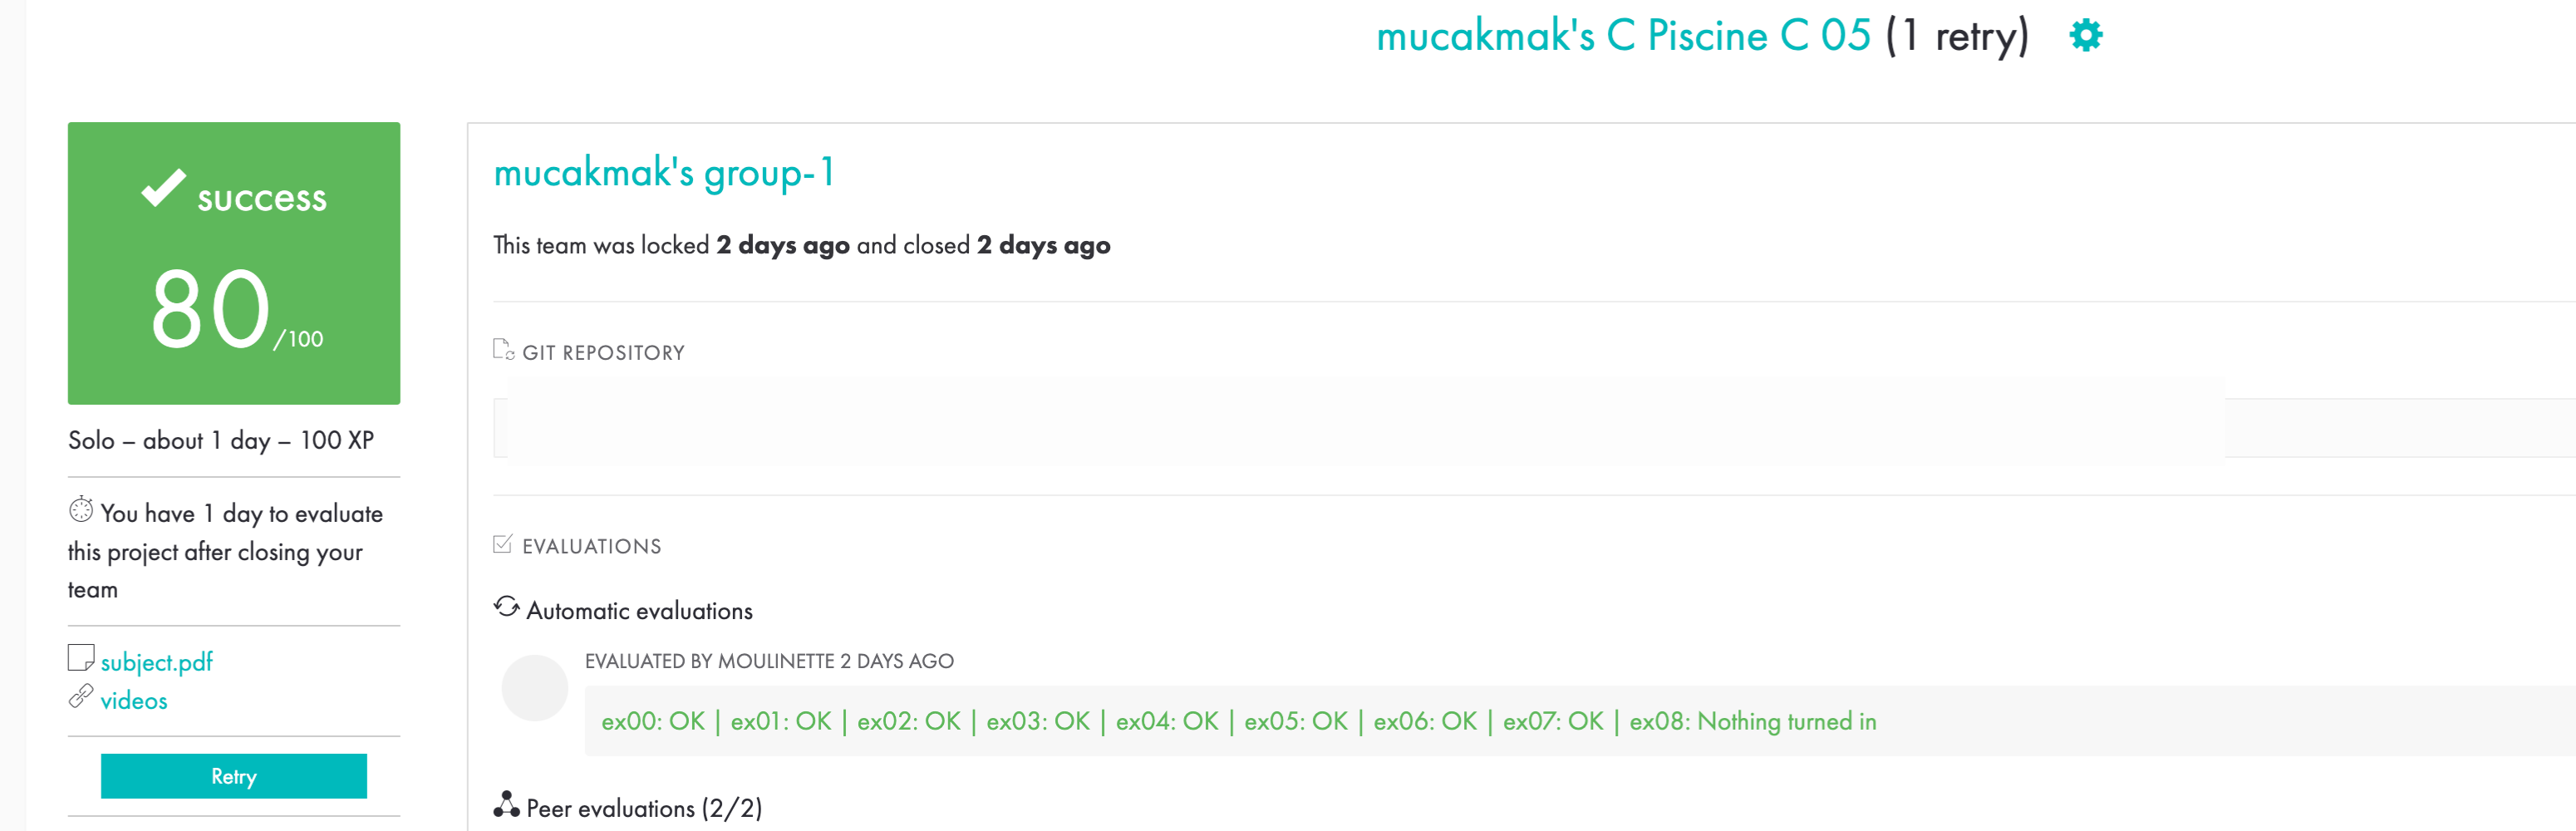 mucakmak's C Piscine C 05 (1 retry)
success
80/100
Solo – about 1 day – 100 XP
You have 1 day to evaluate
this project after closing your
team
subject.pdf
videos
Retry
mucakmak's group-1
This team was locked 2 days ago and closed 2 days ago
GIT REPOSITORY
EVALUATIONS
Automatic evaluations
EVALUATED BY MOULINETTE 2 DAYS AGO
ex00: OK | ex01: OK | ex02: OK | ex03: OK | ex04: OK | ex05: OK | ex06: OK | ex07: OK | ex08: Nothing turned in
Peer evaluations (2/2)